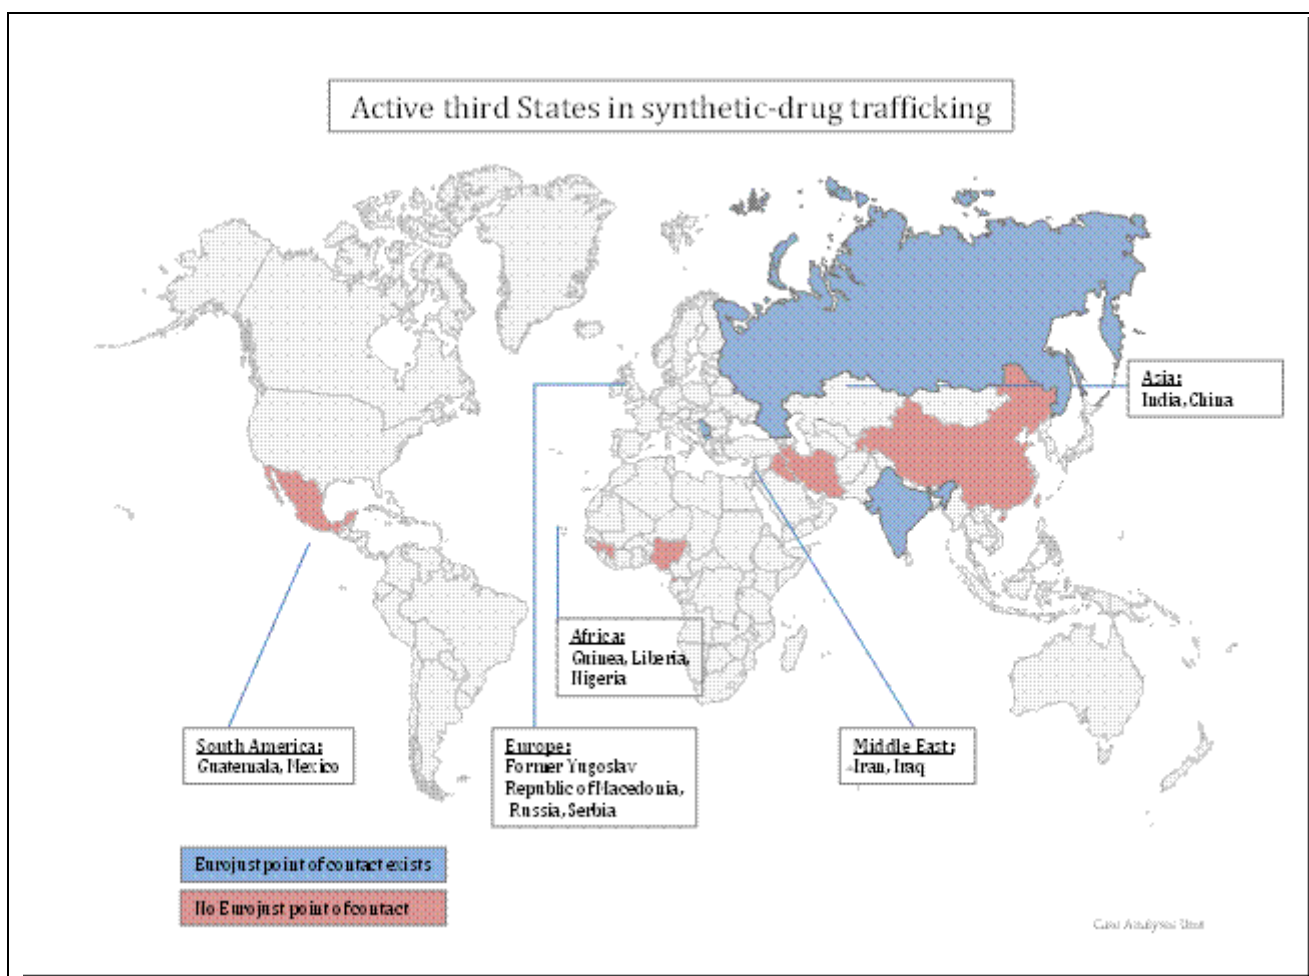 Active third States in synthetic-drug trafficking
Asia:
India, China
Africa:
Guinea, Liberia,
Nigeria
South America:
Guatemala, Mexico
Europe:
Former Yugoslav
Republic of Macedonia,
Russia, Serbia
Middle East:
Iran, Iraq
Eurojust point of contact exists
No Eurojust point of contact
Case Analyses Unit